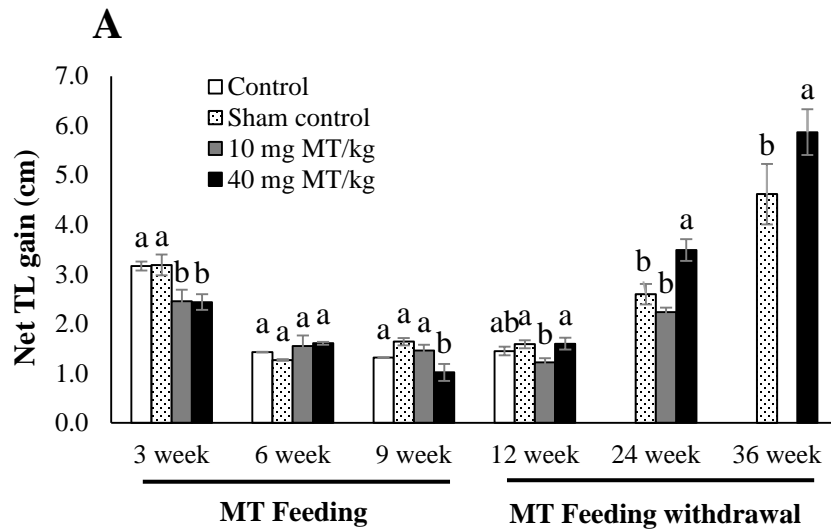 A
Net TL gain (cm)
7.0
6.0
5.0
4.0
3.0
2.0
1.0
0.0
Control
Sham control
10 mg MT/kg
40 mg MT/kg
a a b b
a a a a
a a a b
ab a b a
b b a
b a
3 week 6 week 9 week 12 week 24 week 36 week
MT Feeding MT Feeding withdrawal